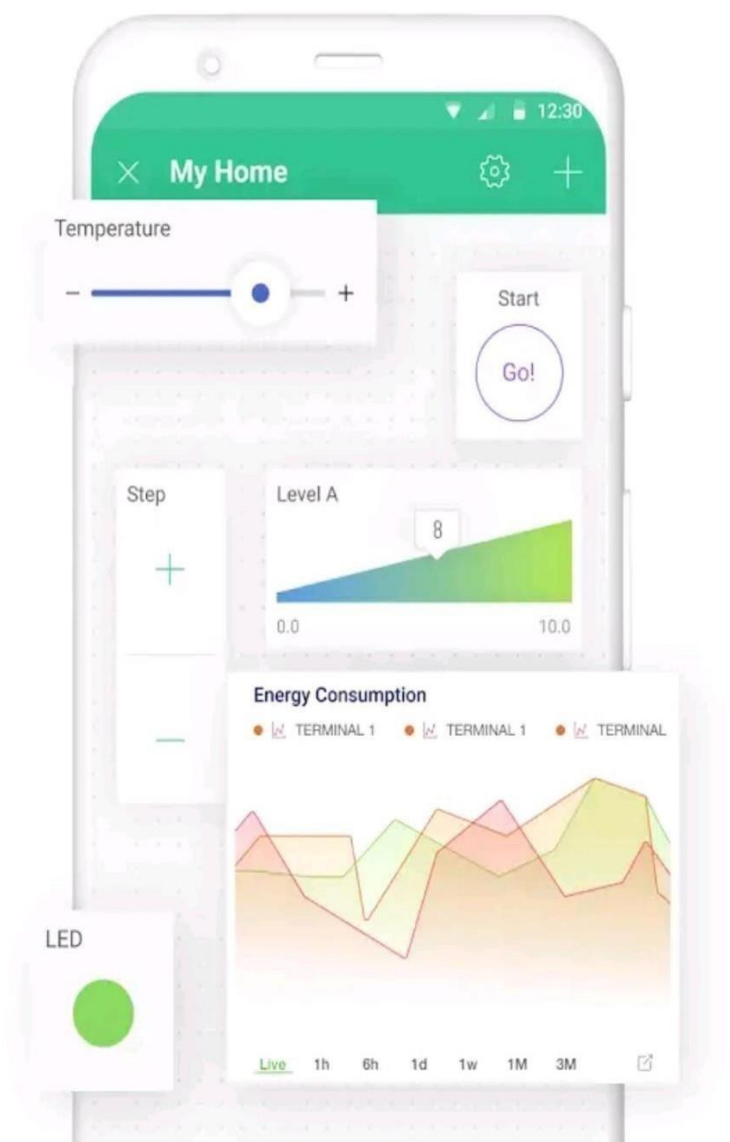 12:30
My Home
Temperature
− +
Start
Go!
Step
+
−
Level A
8
0.0 10.0
Energy Consumption
TERMINAL 1 TERMINAL 1 TERMINAL
LED
Live 1h 6h 1d 1w 1M 3M